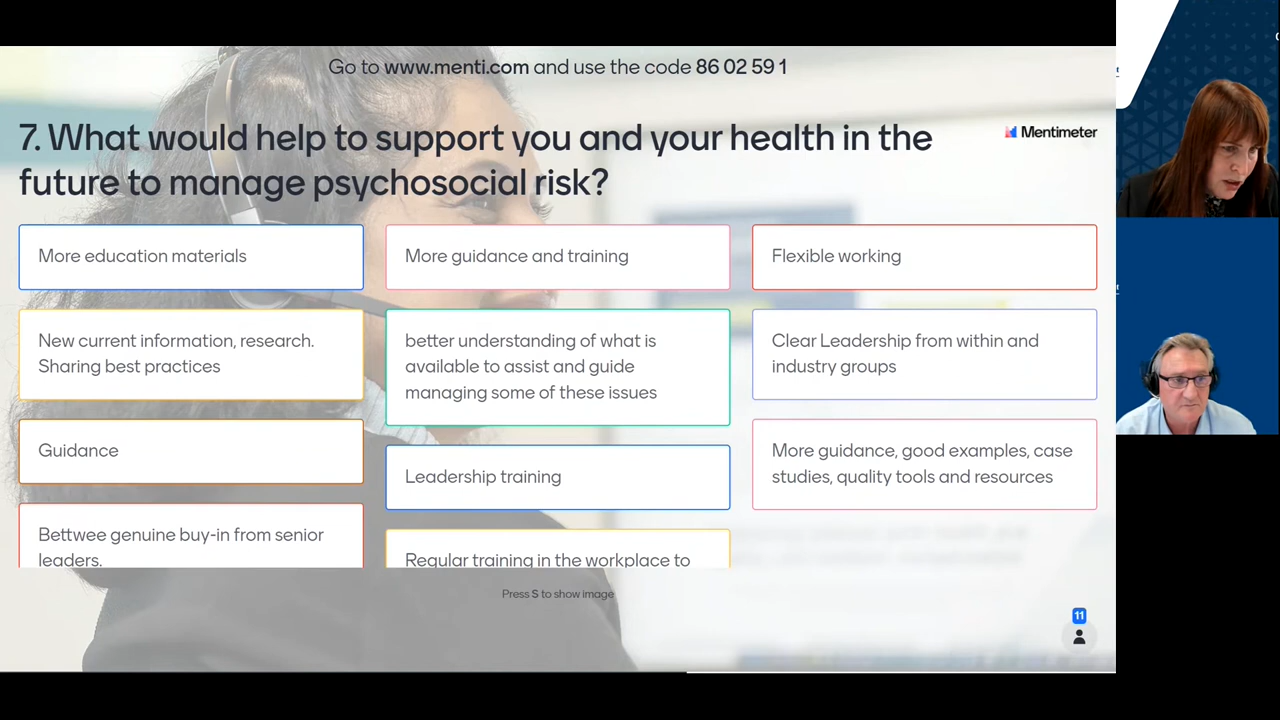 Go to www.menti.com and use the code 86 02 59 1
7. What would help to support you and your health in the
future to manage psychosocial risk?
Mentimeter
More education materials
More guidance and training
Flexible working
New current information, research.
Sharing best practices
better understanding of what is
available to assist and guide
managing some of these issues
Clear Leadership from within and
industry groups
Guidance
Leadership training
More guidance, good examples, case
studies, quality tools and resources
Bettwee genuine buy-in from senior
leaders.
Regular training in the workplace to
Press S to show image
11